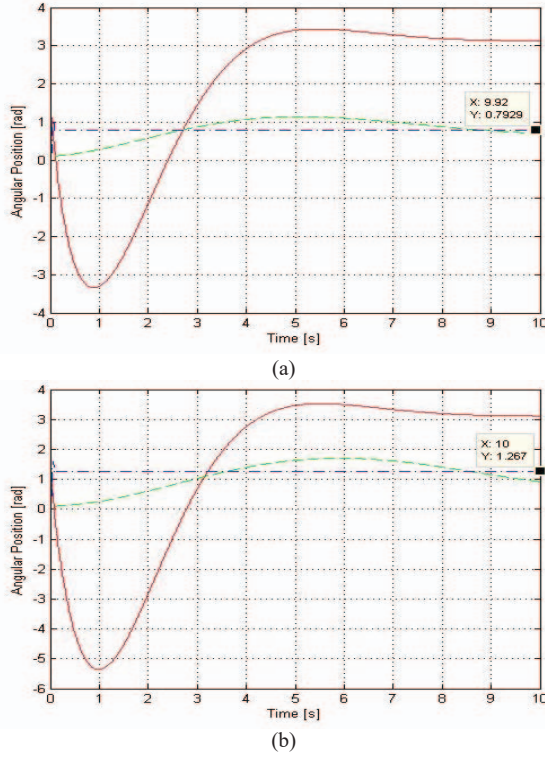 4
3
2
1
0
-1
-2
-3
-4
Angular Position [rad]
X: 9.92
Y: 0.7929
0 1 2 3 4 5 6 7 8 9 10
Time [s]
(a)
4
3
2
1
0
-1
-2
-3
-4
-5
-6
Angular Position [rad]
X: 10
Y: 1.267
0 1 2 3 4 5 6 7 8 9 10
Time [s]
(b)